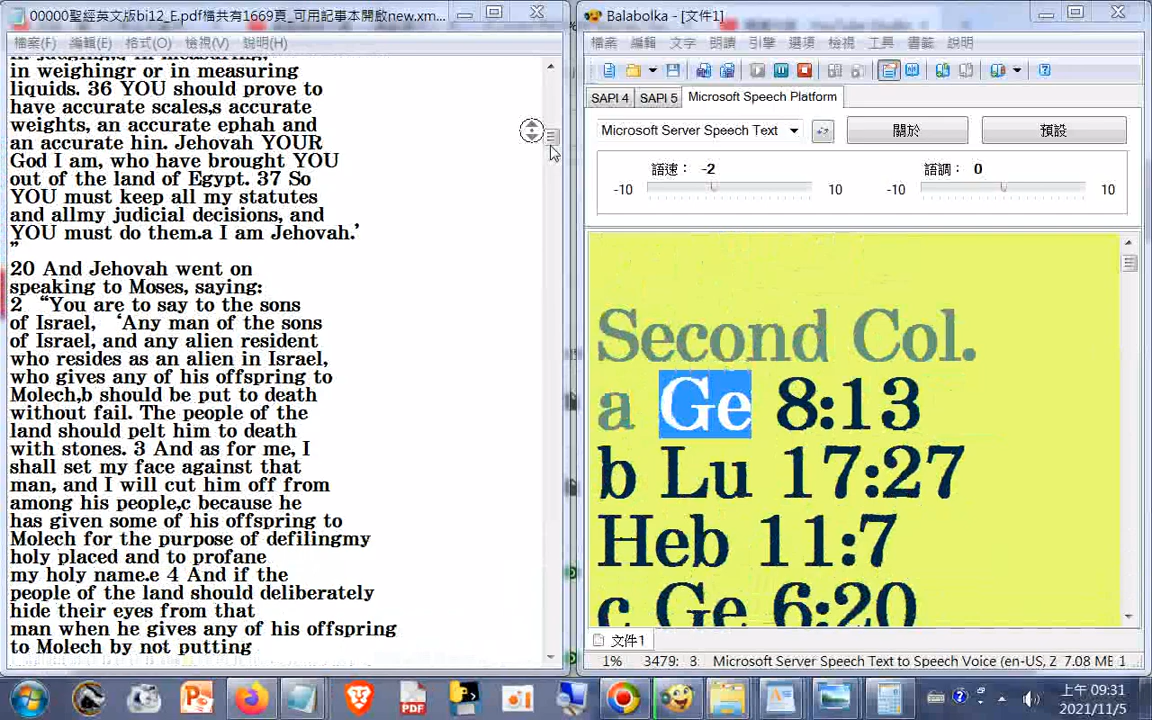 00000聖經英文版bi12_E.pdf檔共有1669頁_可用記事本開啟new.xm...
檔案(F) 編輯(E) 格式(O) 檢視(V) 說明(H)
in weighingr or in measuring
liquids. 36 YOU should prove to
have accurate scales,s accurate
weights, an accurate ephah and
an accurate hin. Jehovah YOUR
God I am, who have brought YOU
out of the land of Egypt. 37 So
YOU must keep all my statutes
and allmy judicial decisions, and
YOU must do them.a I am Jehovah.’
”
20 And Jehovah went on
speaking to Moses, saying:
2 “You are to say to the sons
of Israel, ‘Any man of the sons
of Israel, and any alien resident
who resides as an alien in Israel,
who gives any of his offspring to
Molech,b should be put to death
without fail. The people of the
land should pelt him to death
with stones. 3 And as for me, I
shall set my face against that
man, and I will cut him off from
among his people,c because he
has given some of his offspring to
Molech for the purpose of defilingmy
holy placed and to profane
my holy name.e 4 And if the
people of the land should deliberately
hide their eyes from that
man when he gives any of his offspring
to Molech by not putting
Balabolka - [文件1]
檔案 編輯 文字 朗讀 引擎 選項 檢視 工具 書籤 說明
SAPI 4 SAPI 5 Microsoft Speech Platform
Microsoft Server Speech Text 關於 預設
語速： -2 語調： 0
-10 10 -10 10
Second Col.
a Ge 8:13
b Lu 17:27
Heb 11:7
c Ge 6:20
文件1
1% 3479: 3: Microsoft Server Speech Text to Speech Voice (en-US, Z 7.08 MB 1
上午 09:31
2021/11/5